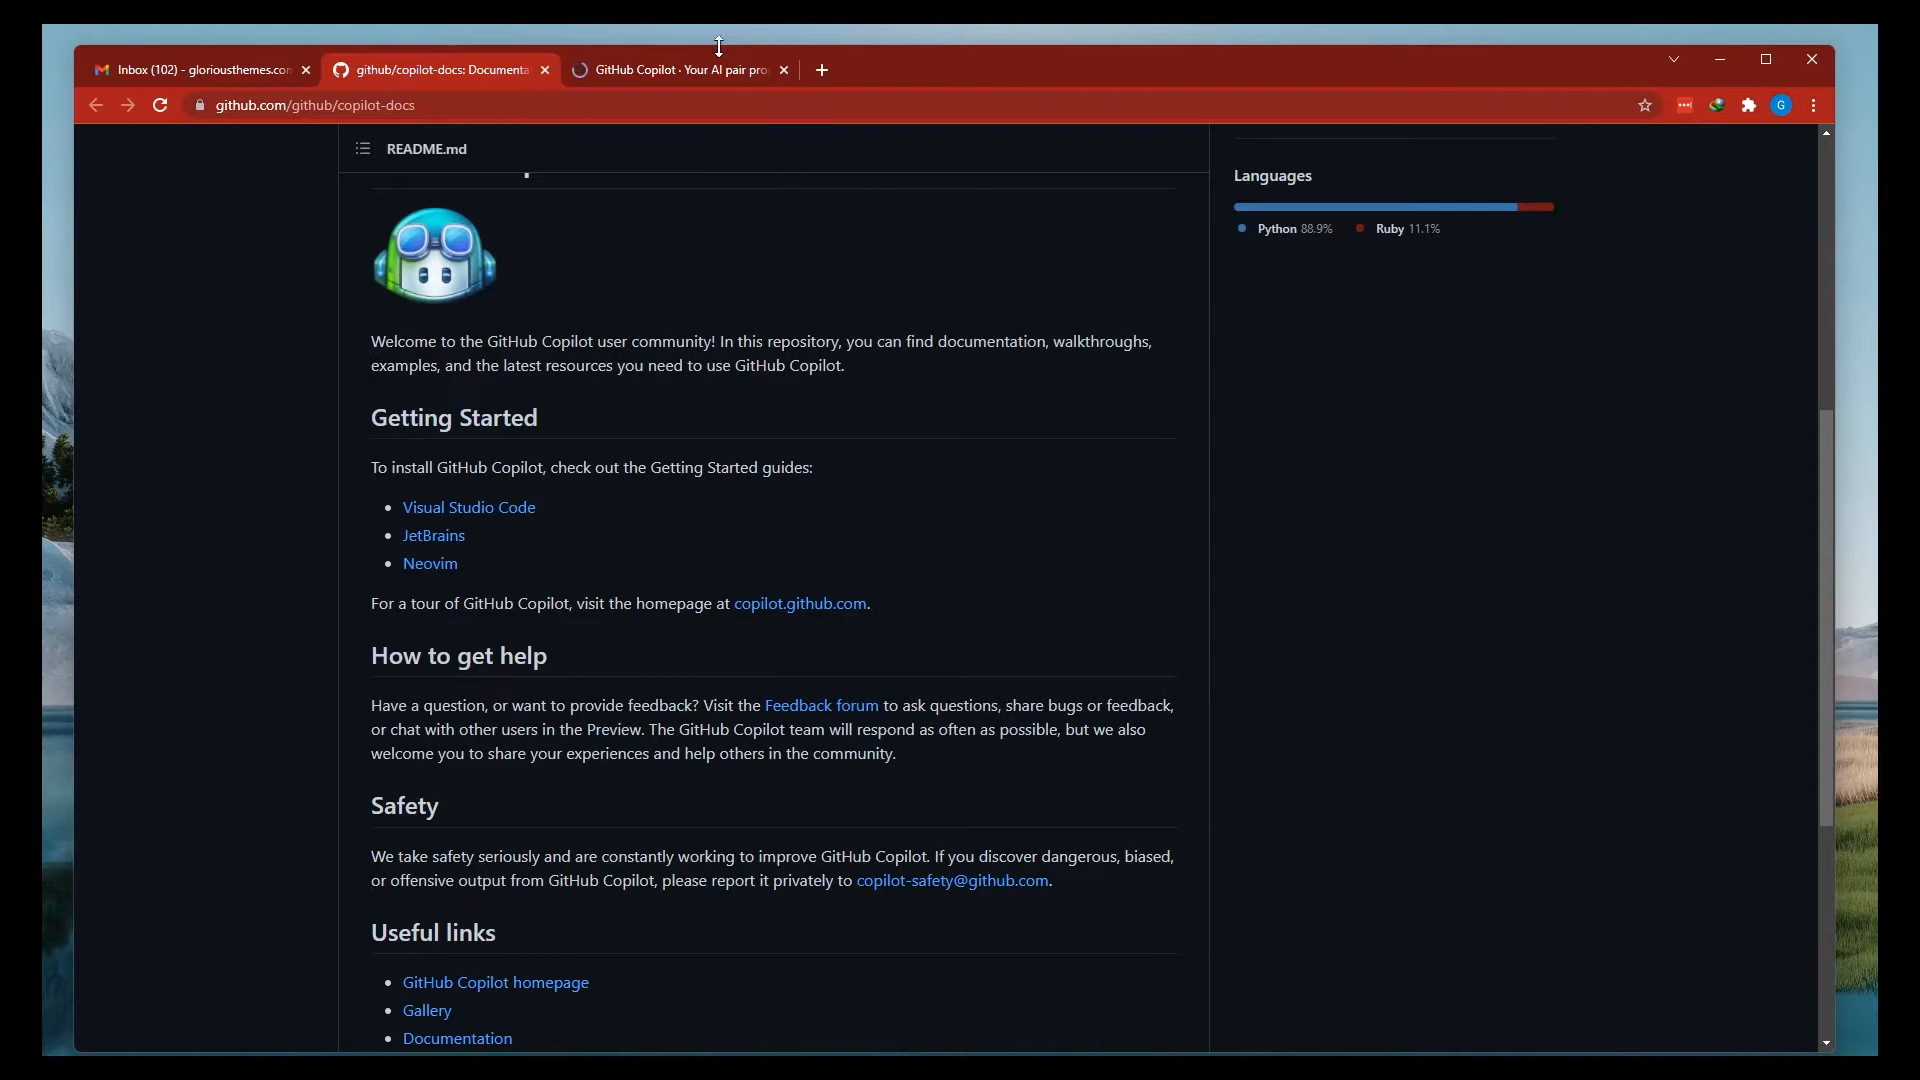 Inbox (102) - gloriousthemes.con
github/copilot-docs: Documenta
GitHub Copilot · Your AI pair pro
github.com/github/copilot-docs
G
README.md
Languages
Python 88.9% Ruby 11.1%
Welcome to the GitHub Copilot user community! In this repository, you can find documentation, walkthroughs,
examples, and the latest resources you need to use GitHub Copilot.
Getting Started
To install GitHub Copilot, check out the Getting Started guides:
Visual Studio Code
JetBrains
Neovim
For a tour of GitHub Copilot, visit the homepage at copilot.github.com.
How to get help
Have a question, or want to provide feedback? Visit the Feedback forum to ask questions, share bugs or feedback,
or chat with other users in the Preview. The GitHub Copilot team will respond as often as possible, but we also
welcome you to share your experiences and help others in the community.
Safety
We take safety seriously and are constantly working to improve GitHub Copilot. If you discover dangerous, biased,
or offensive output from GitHub Copilot, please report it privately to copilot-safety@github.com.
Useful links
GitHub Copilot homepage
Gallery
Documentation